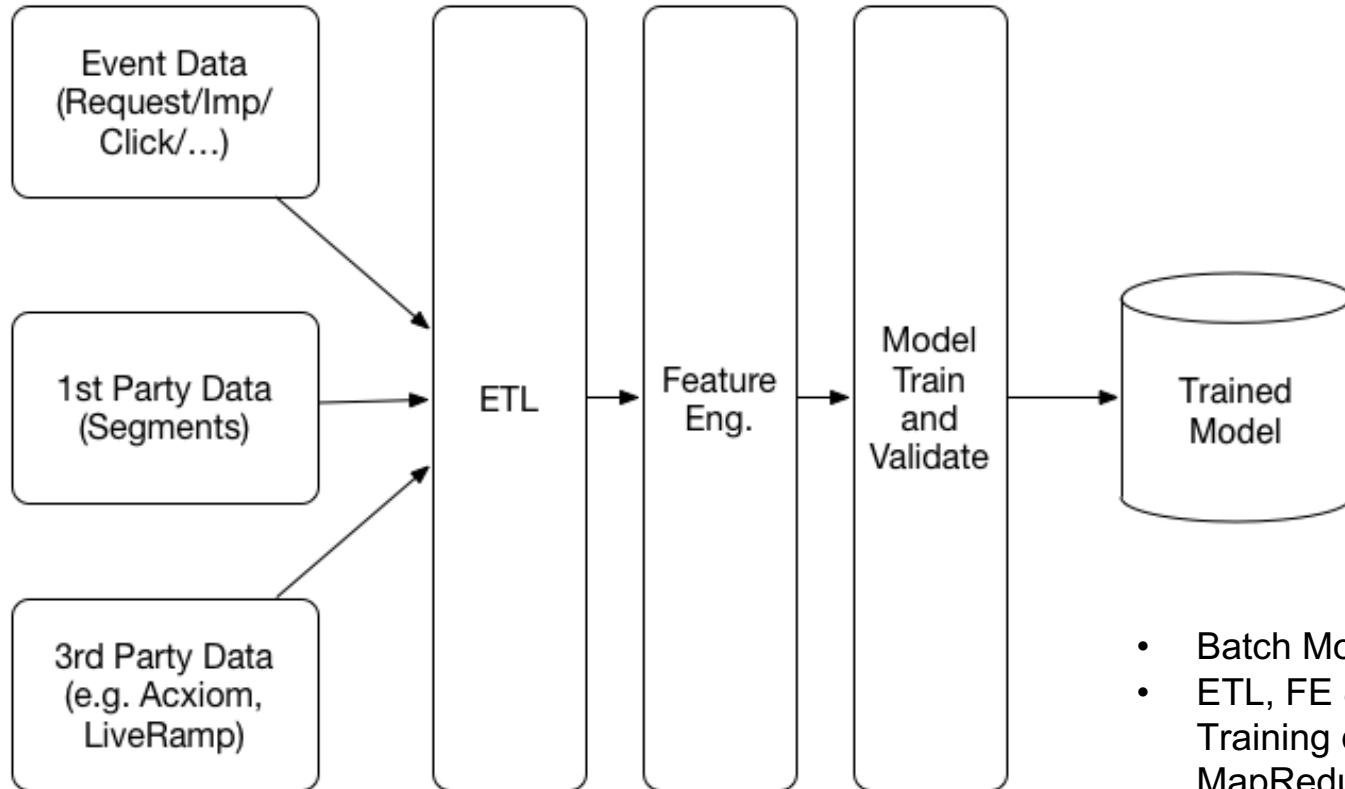 Event Data
(Request/Imp/
Click/…)
1st Party Data
(Segments)
3rd Party Data
(e.g. Acxiom,
LiveRamp)
ETL
Feature
Eng.
Model
Train
and
Validate
Trained
Model
• Batch
• ETL, FE
Training